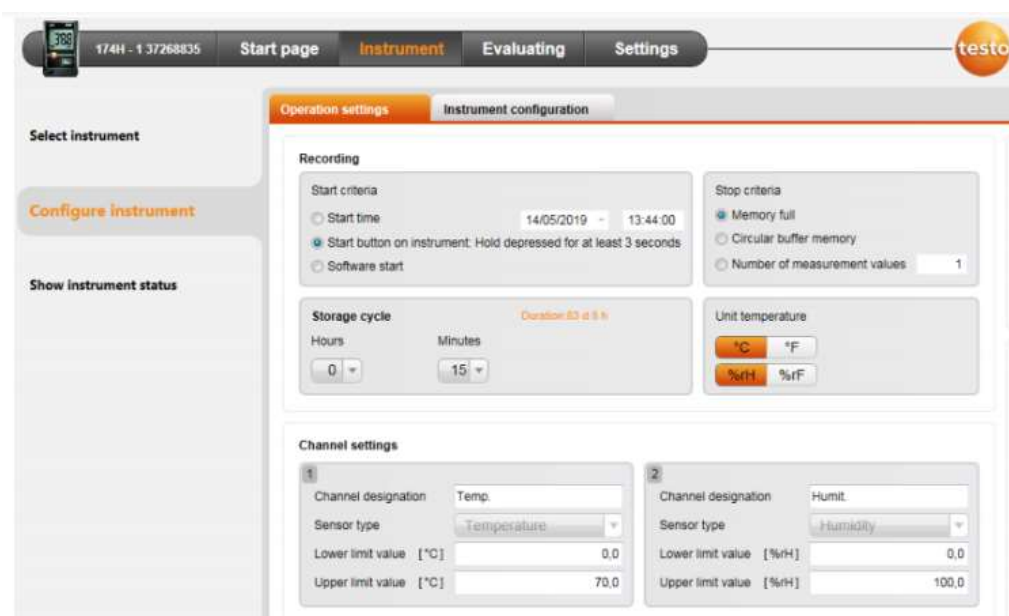 388
174H - 1 37268835 Start page Instrument Evaluating Settings testo
Operation settings Instrument configuration
Select instrument
Configure instrument
Show instrument status
Recording
Start criteria
Start time 14/05/2019 - 13:44:00
Start button on instrument: Hold depressed for at least 3 seconds
Software start
Stop criteria
Memory full
Circular buffer memory
Number of measurement values 1
Storage cycle Duration:83 d 8 h
Hours Minutes
0 15
Unit temperature
°C °F
%rH %rF
Channel settings
1
Channel designation Temp.
Sensor type Temperature
Lower limit value [°C] 0,0
Upper limit value [°C] 70,0
2
Channel designation Humit.
Sensor type Humidity
Lower limit value [%rH] 0,0
Upper limit value [%rH] 100,0